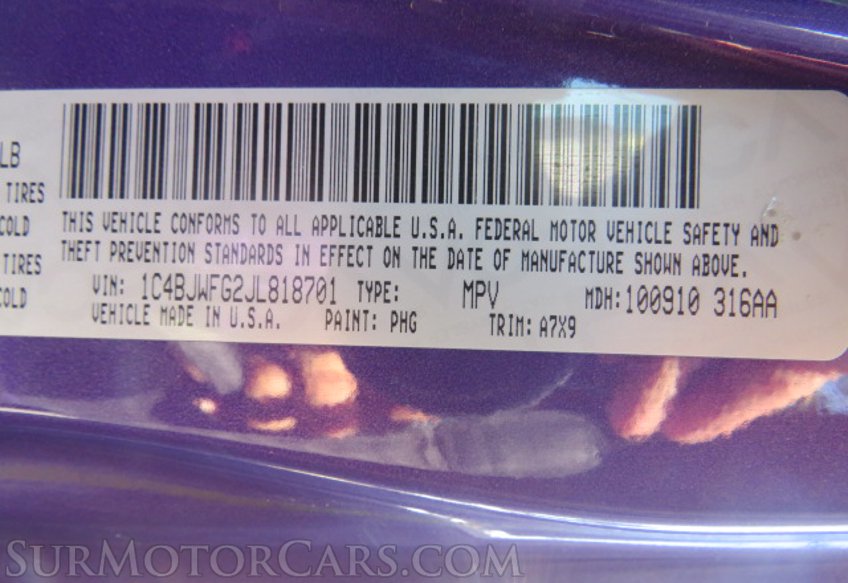 LB
TIRES
COLD
TIRES
COLD
THIS VEHICLE CONFORMS TO ALL APPLICABLE U.S.A. FEDERAL MOTOR VEHICLE SAFETY AND
THEFT PREVENTION STANDARDS IN EFFECT ON THE DATE OF MANUFACTURE SHOWN ABOVE.
VIN: 1C4BJWFG2JL818701 TYPE: MPV MDH:100910 316AA
VEHICLE MADE IN U.S.A. PAINT: PHG TRIM: A7X9
SURMOTORCARS.COM